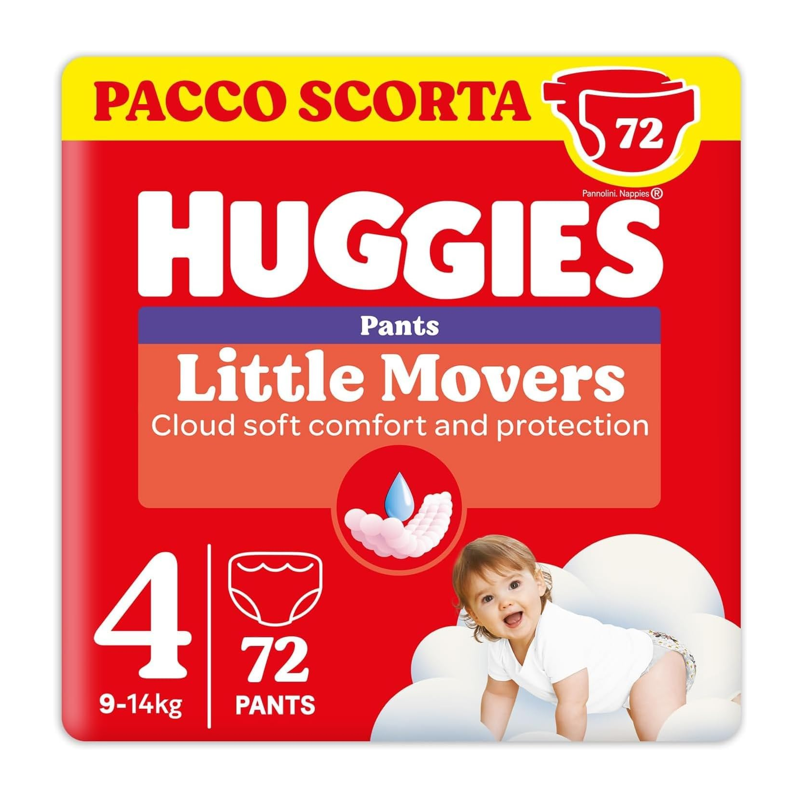 PACCO SCORTA
72
Pannolini. Nappies ®
HUGGIES
Pants
Little Movers
Cloud soft comfort and protection
4
9-14kg
72
PANTS